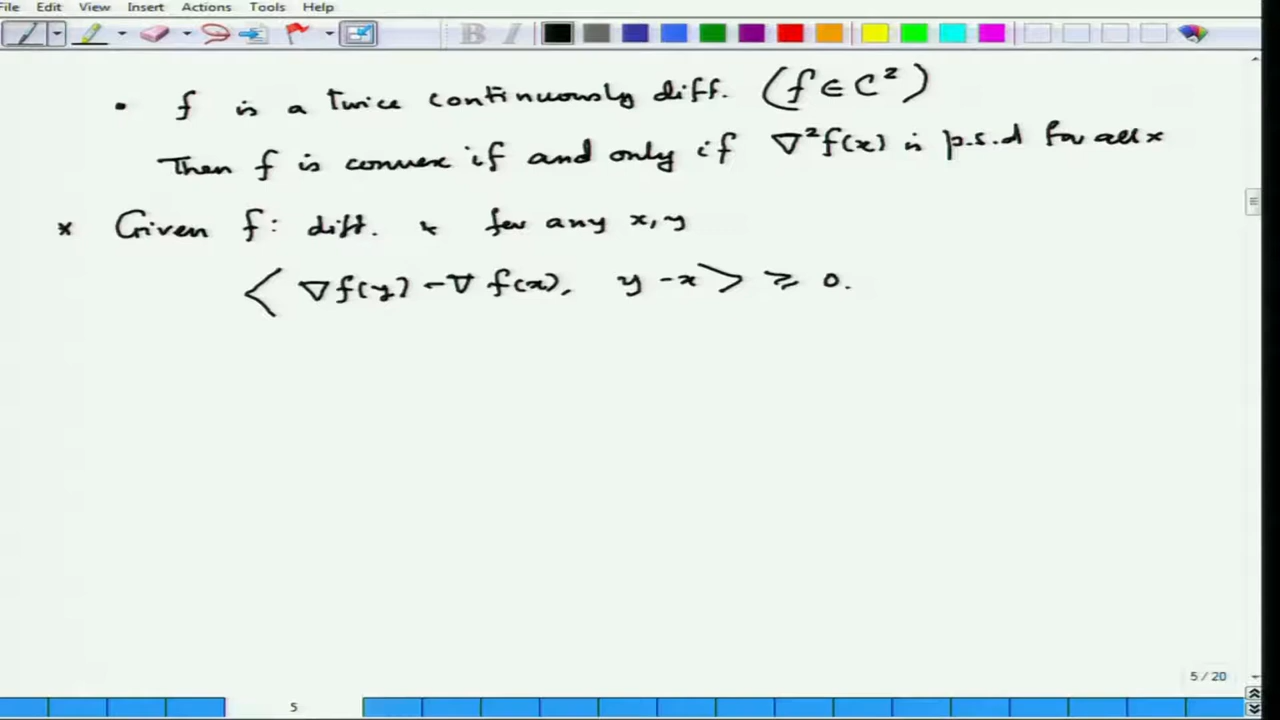 File Edit View Insert Actions Tools Help
B I
• f is a twice continuously diff. (f ∈ C²)
Then f is convex if and only if ∇²f(x) is p.s.d for all x
* Given f: diff. & for any x, y
⟨∇f(y) - ∇f(x), y - x⟩ ≥ 0.
5 / 20
5